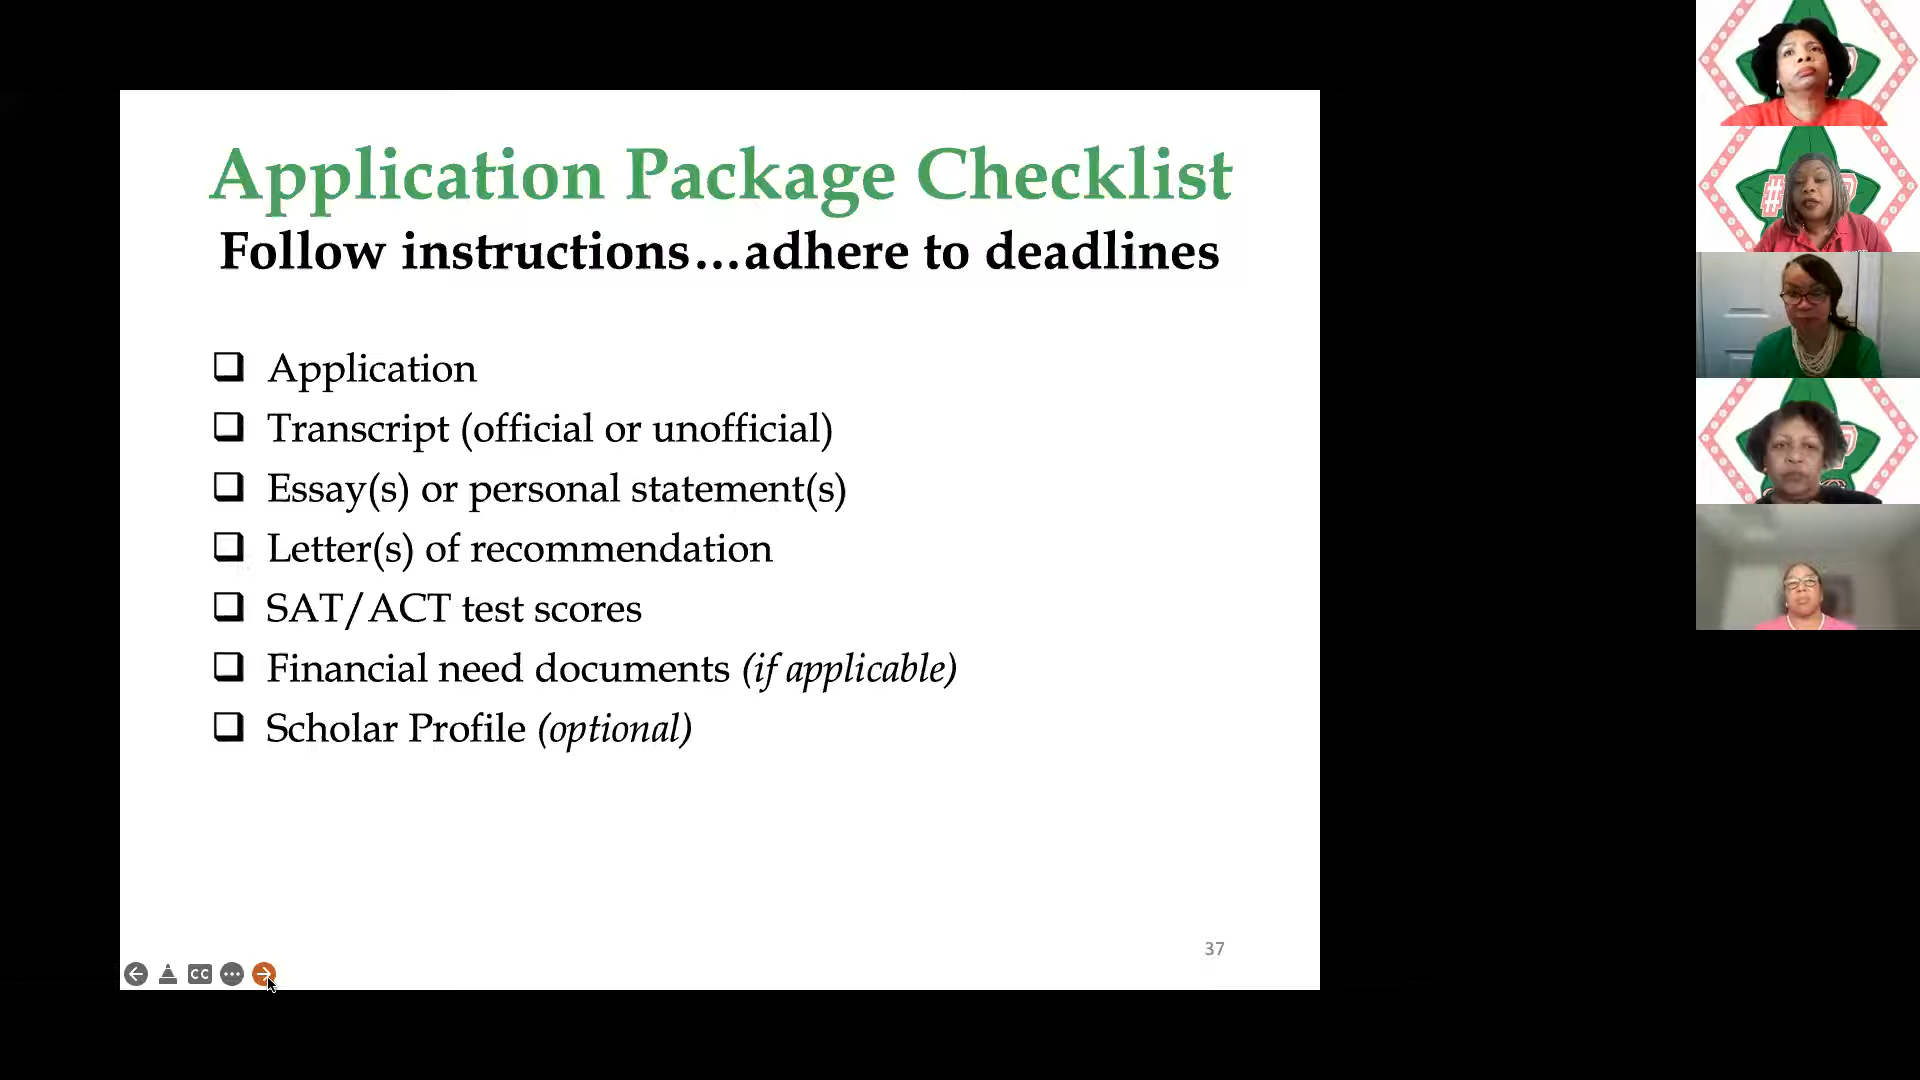 Application Package Checklist
Follow instructions…adhere to deadlines
Application
Transcript (official or unofficial)
Essay(s) or personal statement(s)
Letter(s) of recommendation
SAT/ACT test scores
Financial need documents (if applicable)
Scholar Profile (optional)
37
CC